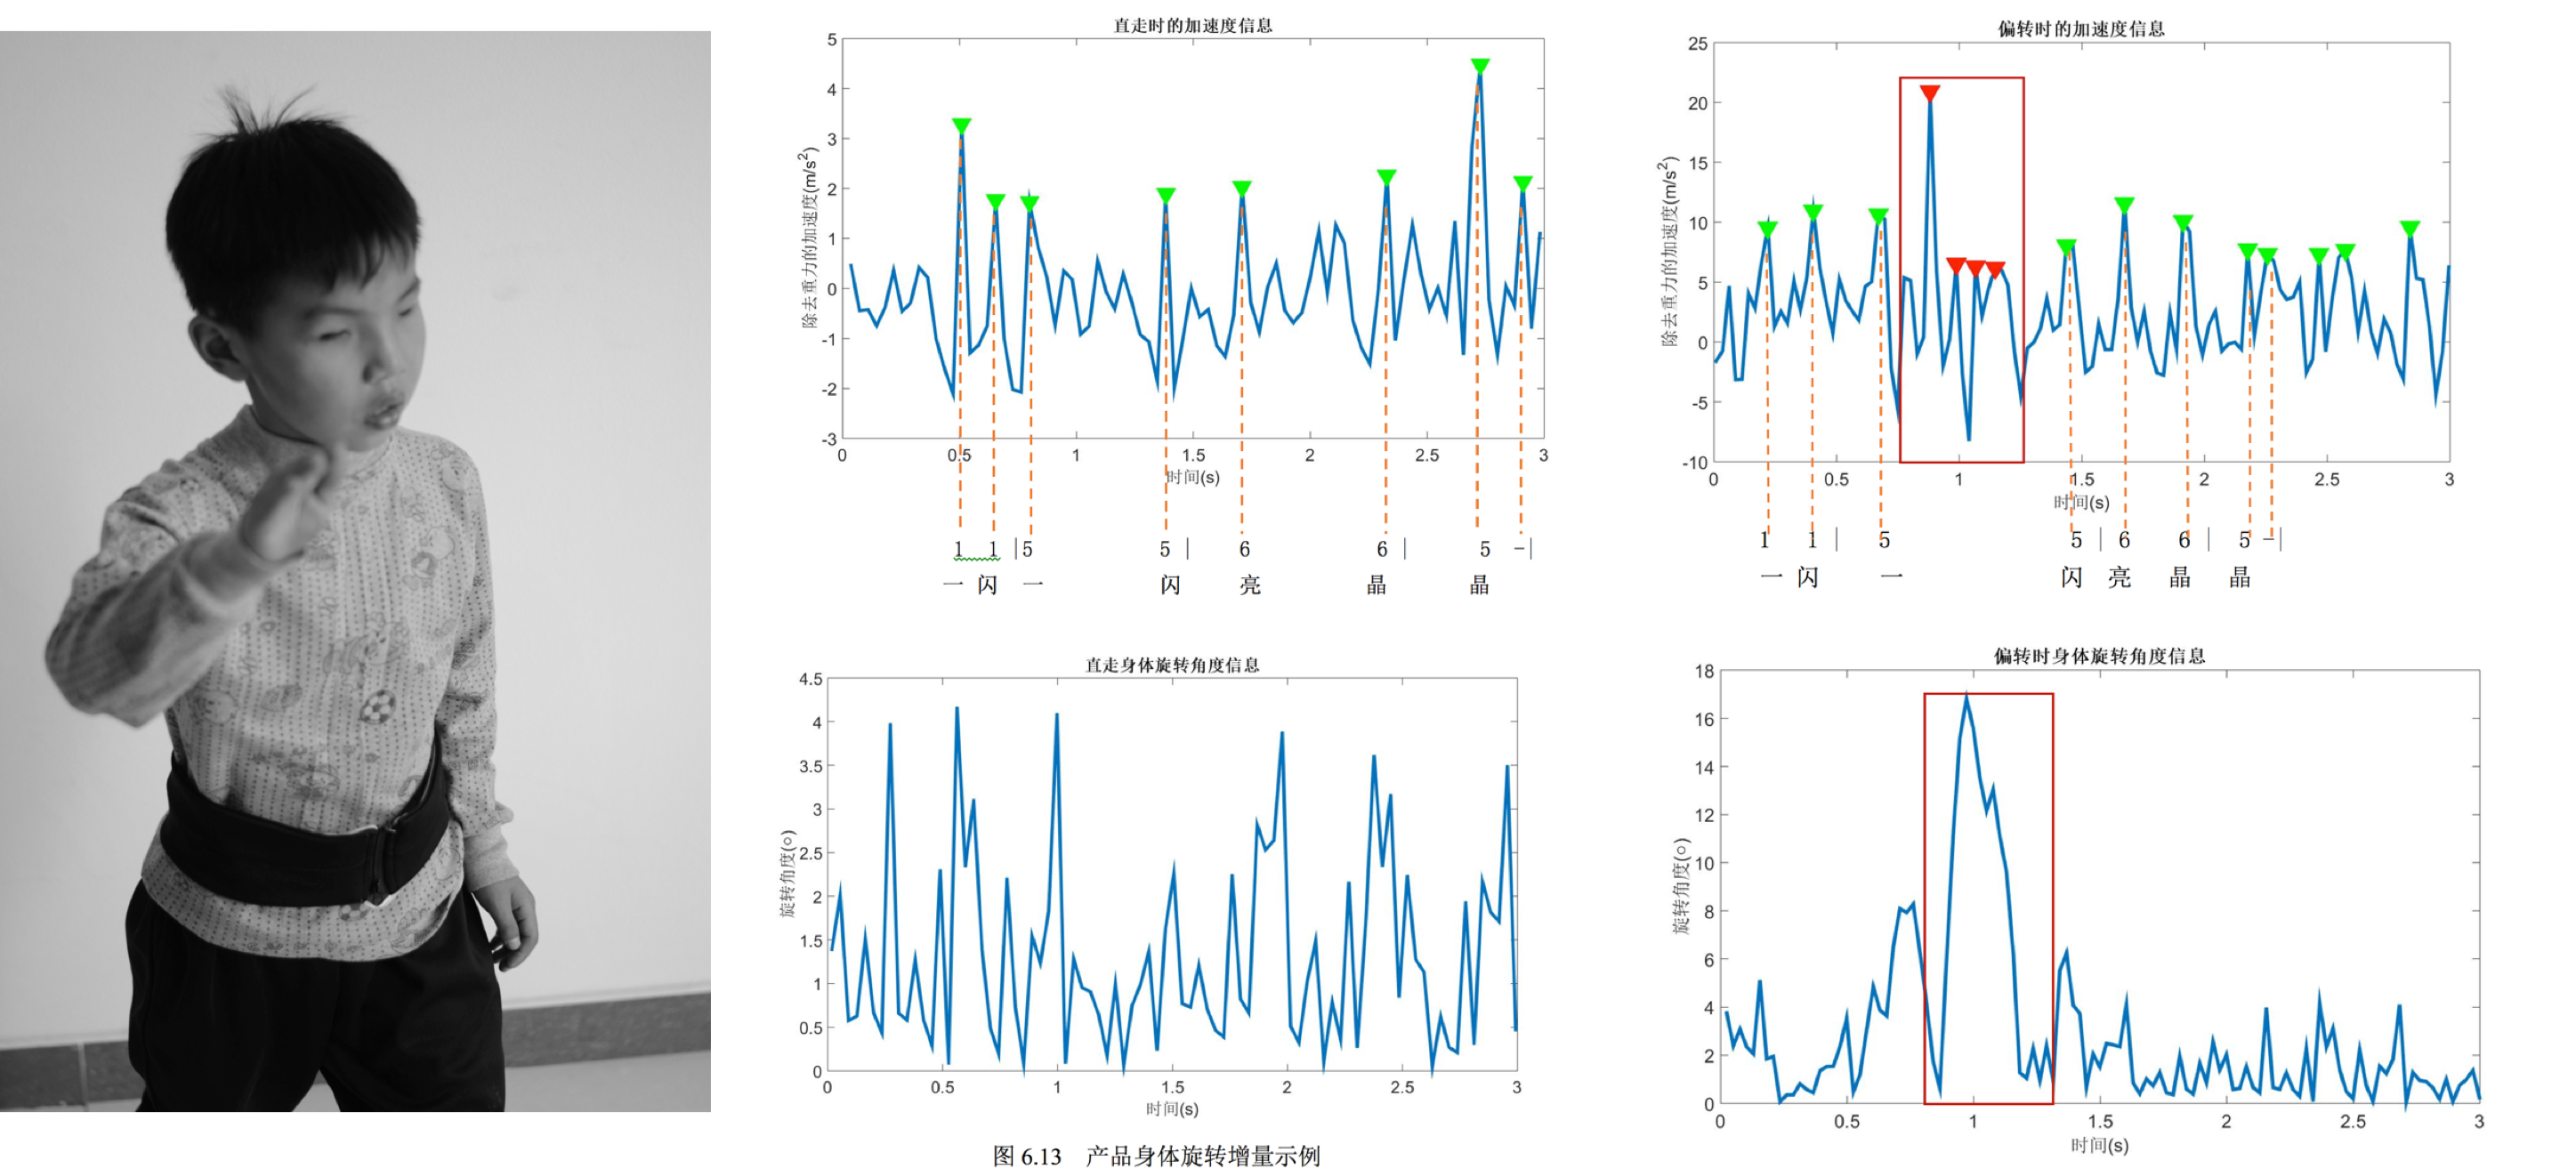 直走时的加速度信息
5
4
3
2
1
0
-1
-2
-3
除去重力的加速度(m/s²)
0 0.5 1 1.5 2 2.5 3
时间(s)
1 1 |5 5 | 6 6 | 5 -|
一 闪 一 闪 亮 晶 晶
偏转时的加速度信息
25
20
15
10
5
0
-5
-10
除去重力的加速度(m/s²)
0 0.5 1 1.5 2 2.5 3
时间(s)
1 1 | 5 5 | 6 6 | 5 -|
一 闪 一 闪 亮 晶 晶
直走身体旋转角度信息
4.5
4
3.5
3
2.5
2
1.5
1
0.5
0
旋转角度(○)
0 0.5 1 1.5 2 2.5 3
时间(s)
偏转时身体旋转角度信息
18
16
14
12
10
8
6
4
2
0
旋转角度(○)
0 0.5 1 1.5 2 2.5 3
时间(s)
图 6.13 产品身体旋转增量示例